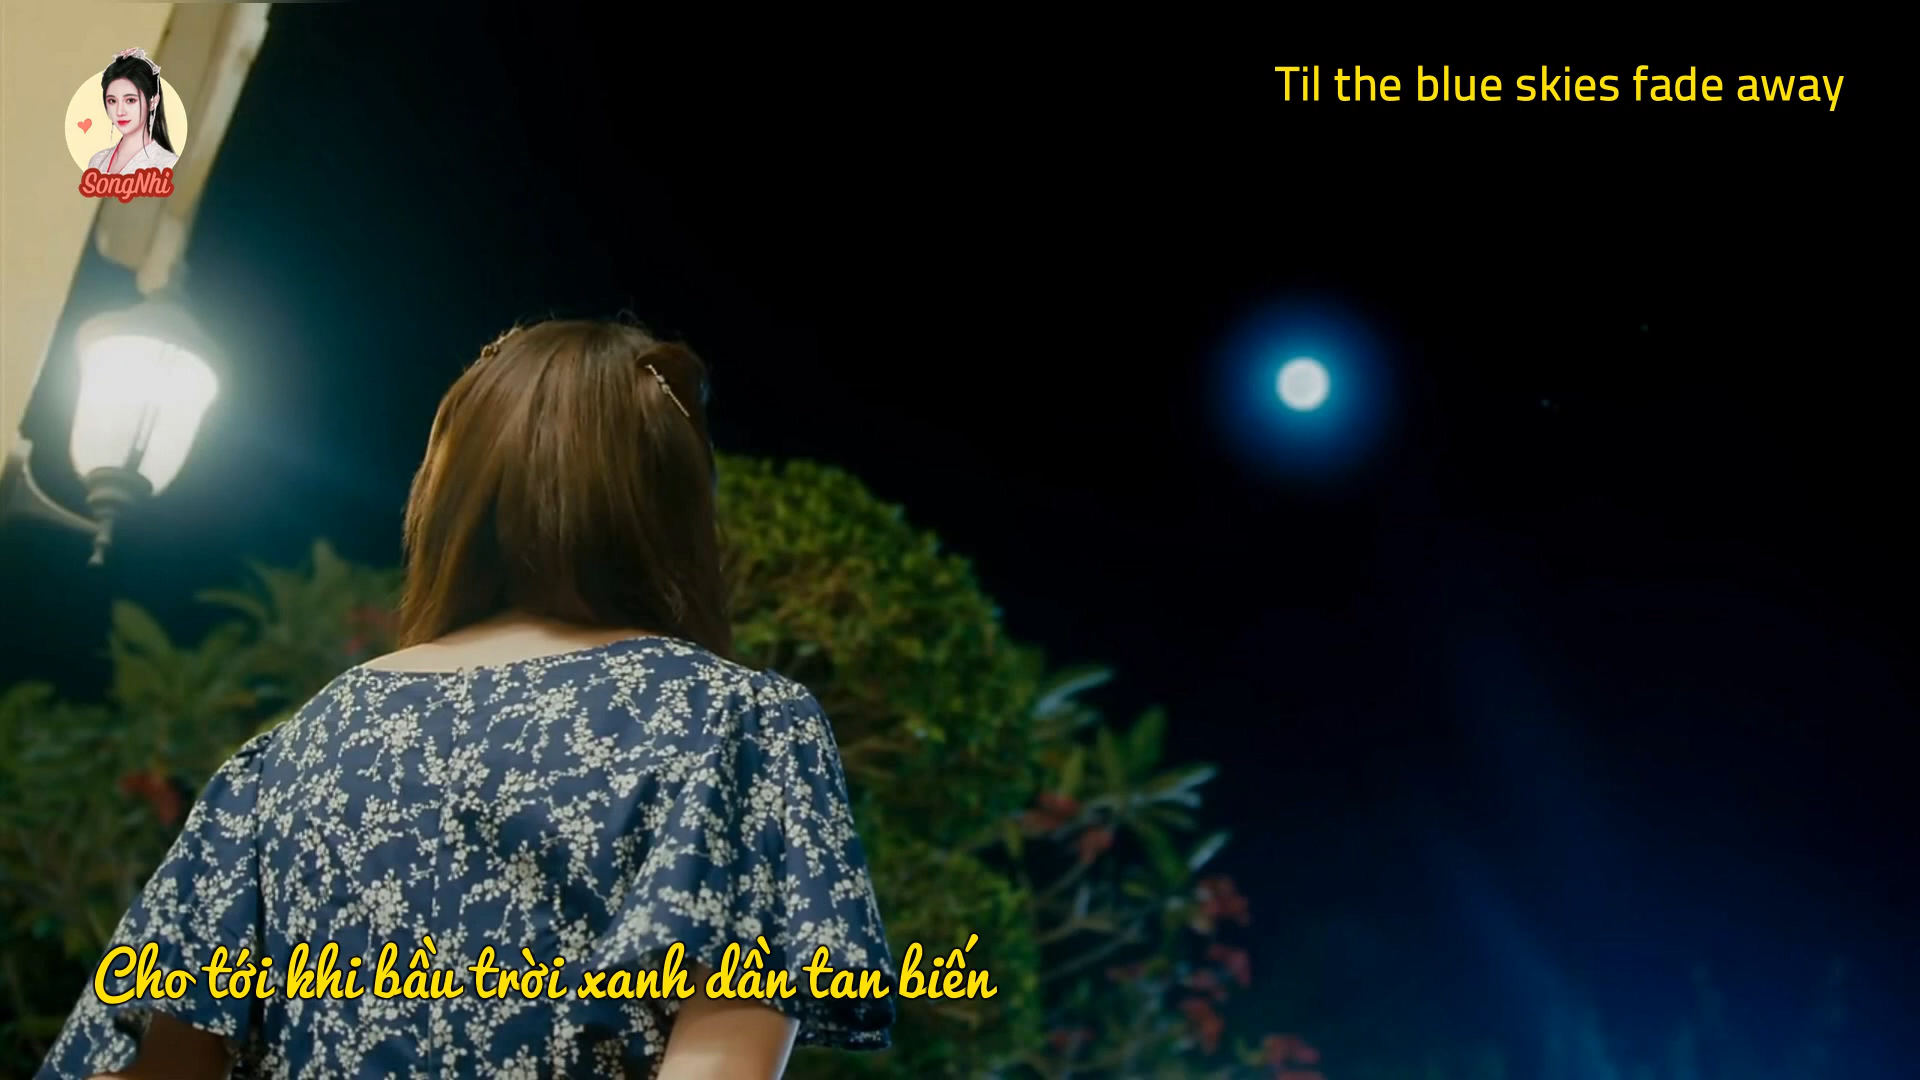 Til the blue skies fade away
SongNhi
Cho tới khi bầu trời xanh dần tan biến